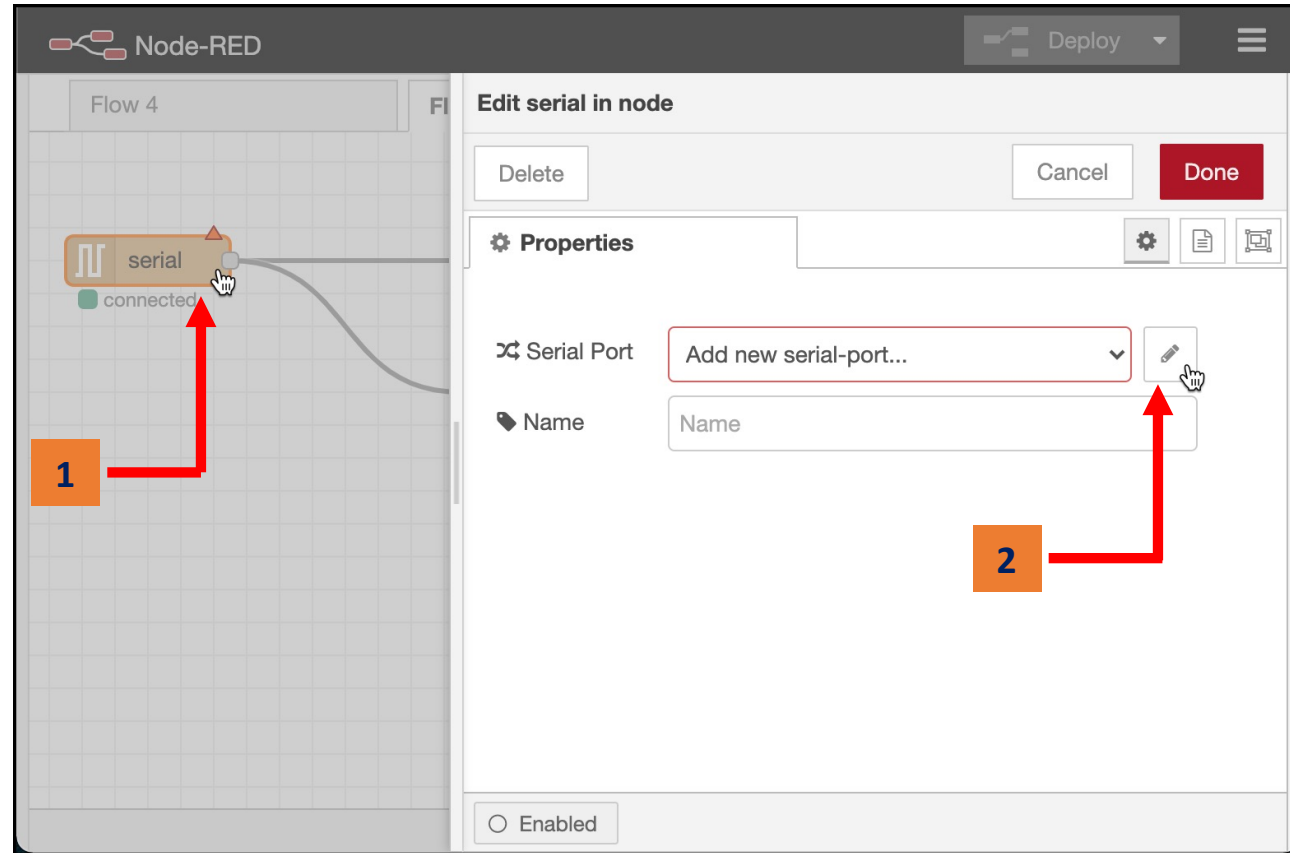 Node-RED
Deploy
Flow 4
Fl
Edit serial in node
Delete
Cancel
Done
Properties
serial
connected
Serial Port
Add new serial-port...
Name
Name
1
2
Enabled